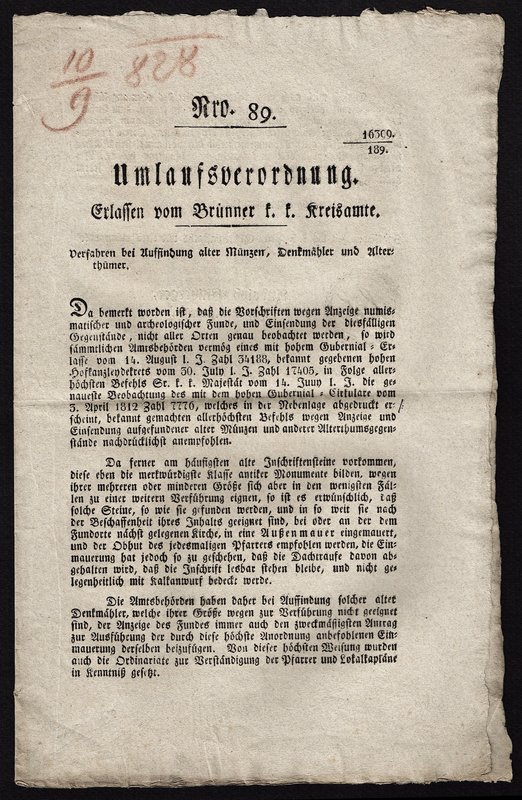 10
9
828
Nro. 89.
16309.
189.
Umlaufsverordnung.
Erlassen vom Brünner k. k. Kreisamte.
Verfahren bei Auffindung alter Münzen, Denkmähler und Alter-
thümer.
Da bemerkt worden ist, daß die Vorschriften wegen Anzeige numis-
matischer und archeologischer Funde, und Einsendung der diesfälligen
Gegenstände, nicht aller Orten genau beobachtet werden, so wird
sämmtlichen Amtsbehörden vermög eines mit hohem Gubernial-Er-
lasse vom 14. August l. J. Zahl 34188, bekannt gegebenen hohen
Hofkanzleydekrets vom 30. July l. J. Zahl 17405, in Folge aller-
höchsten Befehls Sr. k. k. Majestät vom 14. Juny l. J. die ge-
naueste Beobachtung des mit dem hohen Gubernial-Cirkulare vom
3. April 1812 Zahl 7776, welches in der Nebenlage abgedruckt er-/.
scheint, bekannt gemachten allerhöchsten Befehls wegen Anzeige und
Einsendung aufgefundener alter Münzen und anderer Alterthumsgegen-
stände nachdrücklichst anempfohlen.
Da ferner am häufigsten alte Inschriftensteine vorkommen,
diese eben die merkwürdigste Klasse antiker Monumente bilden, wegen
ihrer mehreren oder minderen Größe sich aber in den wenigsten Fäl-
len zu einer weitern Verführung eignen, so ist es erwünschlich, daß
solche Steine, so wie sie gefunden werden, und in so weit sie nach
der Beschaffenheit ihres Inhalts geeignet sind, bei oder an der dem
Fundorte nächst gelegenen Kirche, in eine Außenmauer eingemauert,
und der Obhut des jedesmaligen Pfarrers empfohlen werden, die Ein-
mauerung hat jedoch so zu geschehen, daß die Dachtraufe davon ab-
gehalten wird, daß die Inschrift lesbar stehen bleibe, und nicht ge-
legenheitlich mit Kalkanwurf bedeckt werde.
Die Amtsbehörden haben daher bei Auffindung solcher alter
Denkmähler, welche ihrer Größe wegen zur Verführung nicht geeignet
sind, der Anzeige des Fundes immer auch den zweckmässigsten Antrag
zur Ausführung der durch diese höchste Anordnung anbefohlenen Ein-
mauerung derselben beizufügen. Von dieser höchsten Weisung wurden
auch die Ordinariate zur Verständigung der Pfarrer und Lokalkapläne
in Kenntniß gesetzt.